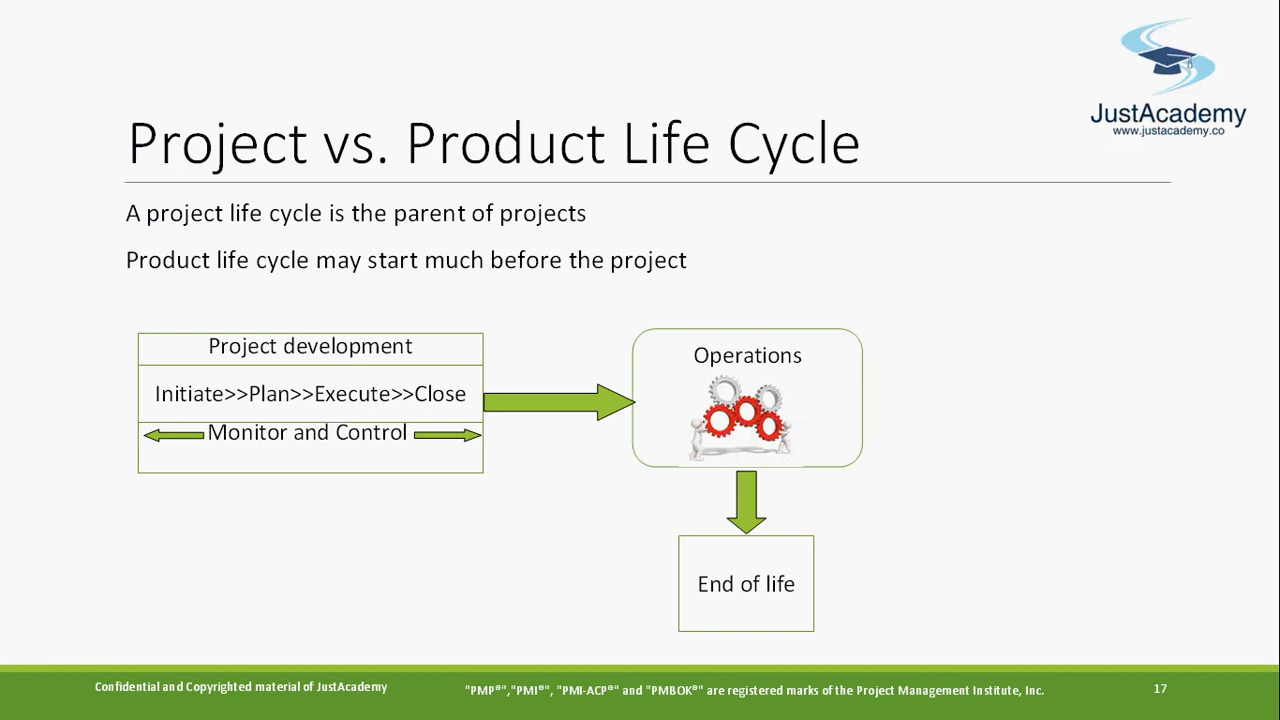 JustAcademy
www.justacademy.co
Project vs. Product Life Cycle
A project life cycle is the parent of projects
Product life cycle may start much before the project
Project development
Initiate>>Plan>>Execute>>Close
Monitor and Control
Operations
End of life
Confidential and Copyrighted material of JustAcademy
"PMP®","PMI®", "PMI-ACP®" and "PMBOK®" are registered marks of the Project Management Institute, Inc.
17